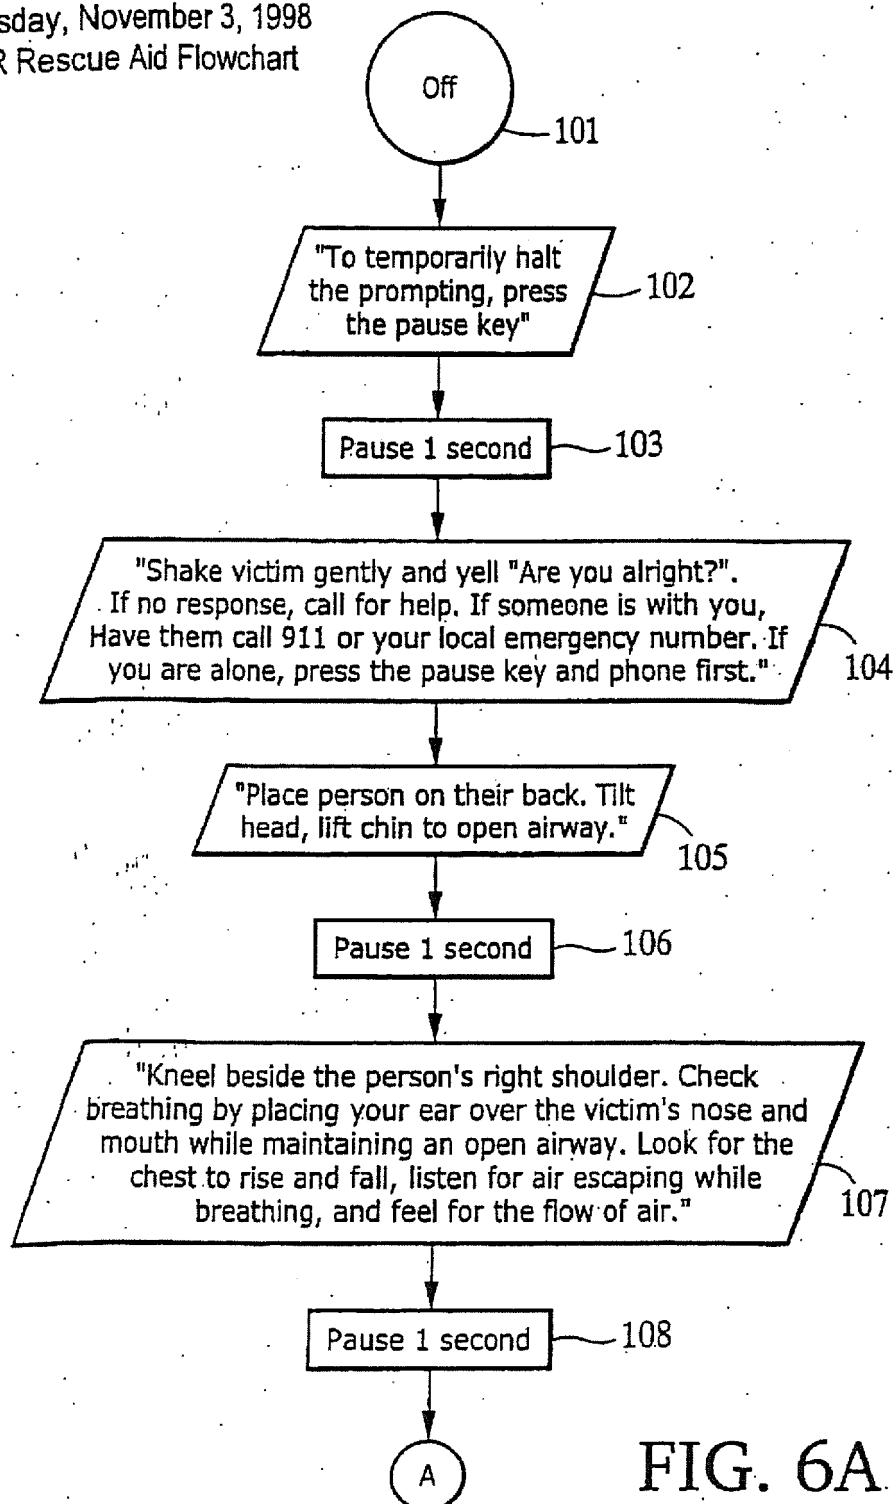 sday, November 3, 1998
R Rescue Aid Flowchart
Off
101
"To temporarily halt
the prompting, press
the pause key"
102
Pause 1 second
103
"Shake victim gently and yell "Are you alright?".
If no response, call for help. If someone is with you,
Have them call 911 or your local emergency number. If
you are alone, press the pause key and phone first."
104
"Place person on their back. Tilt
head, lift chin to open airway."
105
Pause 1 second
106
"Kneel beside the person's right shoulder. Check
breathing by placing your ear over the victim's nose and
mouth while maintaining an open airway. Look for the
chest to rise and fall, listen for air escaping while
breathing, and feel for the flow of air."
107
Pause 1 second
108
A
FIG. 6A